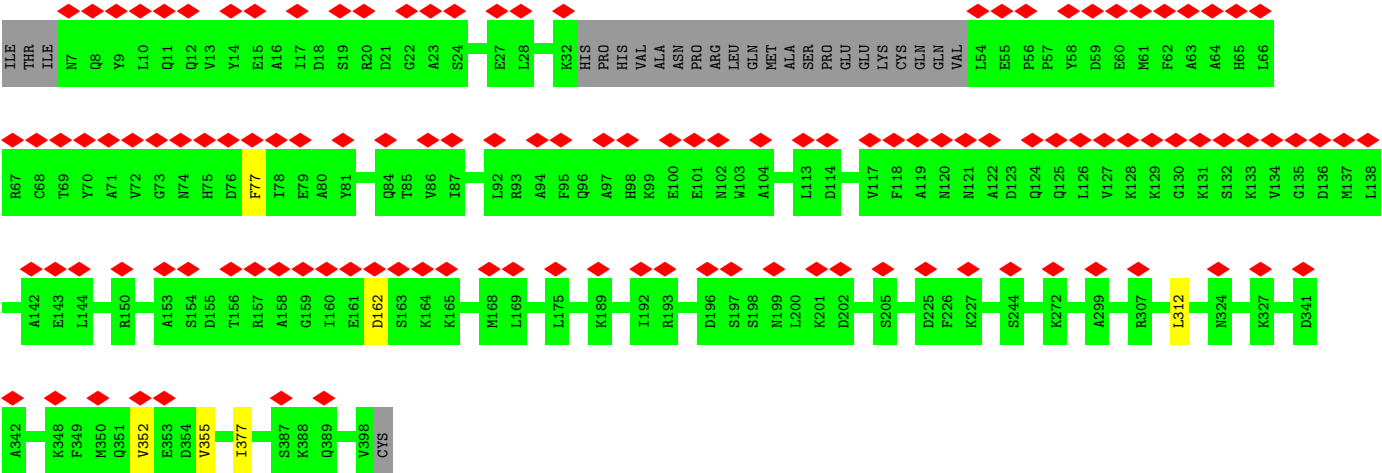 ILE THR ILE N7 Q8 Y9 L10 Q11 Q12 V13 Y14 E15 A16 I17 D18 S19 R20 D21 G22 A23 S24 E27 L28 K32 HIS PRO HIS VAL ALA ASN PRO ARG LEU GLN MET ALA SER PRO GLU GLU LYS CYS GLN GLN VAL L54 E55 P56 P57 Y58 D59 E60 M61 F62 A63 A64 H65 L66
R67 C68 T69 Y70 A71 V72 G73 N74 H75 D76 F77 I78 E79 A80 Y81 Q84 T85 V86 I87 L92 R93 A94 F95 Q96 A97 H98 K99 E100 E101 N102 W103 A104 L113 D114 V117 F118 A119 N120 N121 A122 D123 Q124 Q125 L126 V127 K128 K129 G130 K131 S132 K133 V134 G135 D136 M137 L138
A142 E143 L144 R150 A153 S154 D155 T156 R157 A158 G159 I160 E161 D162 S163 K164 K165 M168 L169 L175 K189 I192 R193 D196 S197 S198 N199 L200 K201 D202 S205 D225 F226 K227 S244 K272 A299 R307 L312 N324 K327 D341
A342 K348 F349 M350 Q351 V352 E353 D354 V355 I377 S387 K388 Q389 V398 CYS